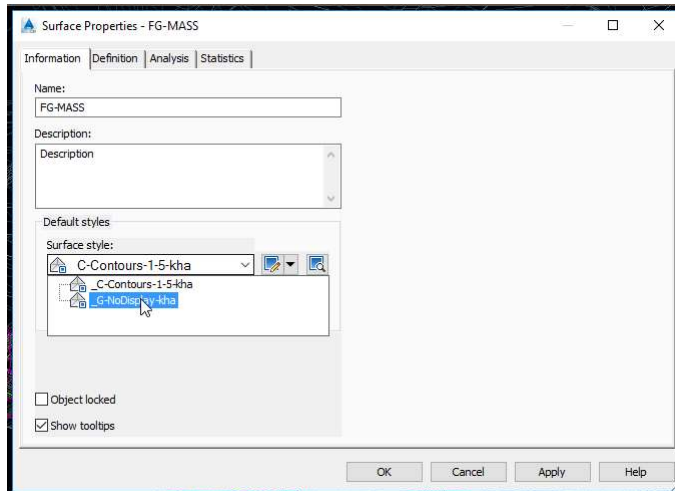 Surface Properties - FG-MASS
Information Definition Analysis Statistics
Name:
FG-MASS
Description:
Description
Default styles
Surface style:
C-Contours-1-5-kha
_C-Contours-1-5-kha
_G-NoDisplay-kha
Object locked
Show tooltips
OK Cancel Apply Help